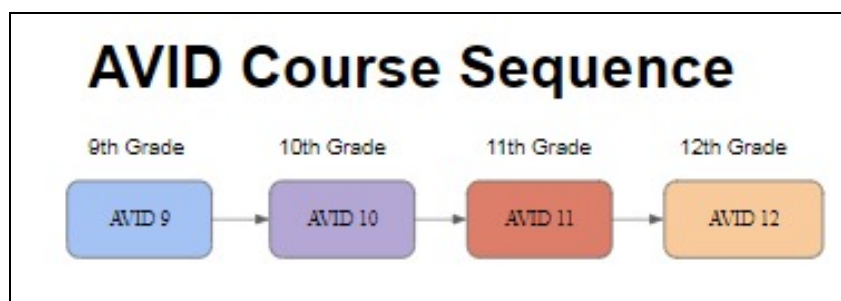 AVID Course Sequence
9th Grade 10th Grade 11th Grade 12th Grade
AVID 9 AVID 10 AVID 11 AVID 12